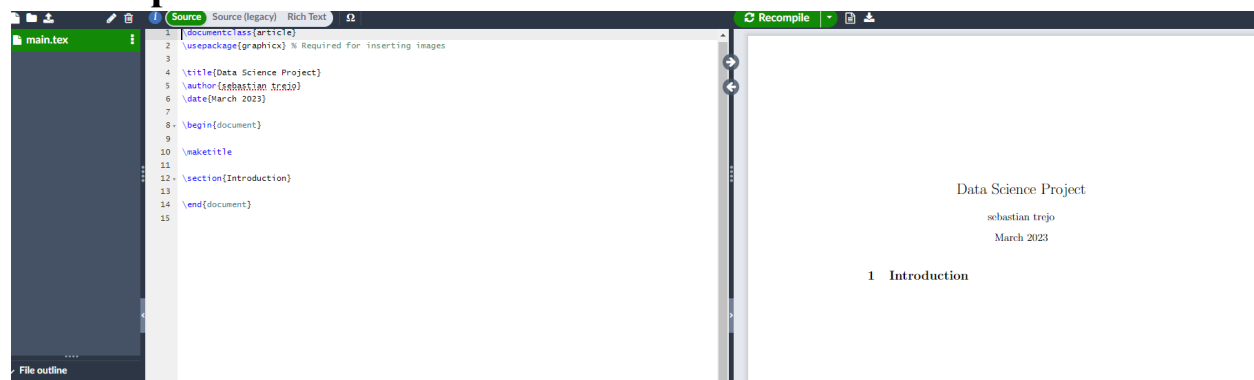 Source Source (legacy) Rich Text Ω
Recompile
main.tex
1 \documentclass{article}
2 \usepackage{graphicx} % Required for inserting images
3
4 \title{Data Science Project}
5 \author{sebastian trejo}
6 \date{March 2023}
7
8 \begin{document}
9
10 \maketitle
11
12 \section{Introduction}
13
14 \end{document}
15
File outline
Data Science Project
sebastian trejo
March 2023
1 Introduction